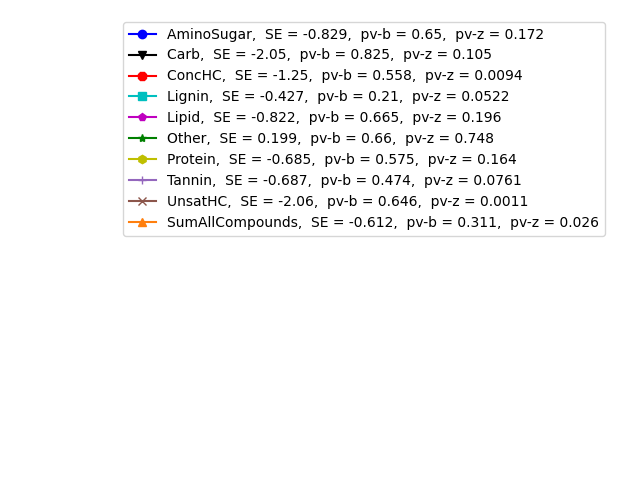 AminoSugar,  SE = -0.829,  pv-b = 0.65,  pv-z = 0.172
Carb,  SE = -2.05,  pv-b = 0.825,  pv-z = 0.105
ConcHC,  SE = -1.25,  pv-b = 0.558,  pv-z = 0.0094
Lignin,  SE = -0.427,  pv-b = 0.21,  pv-z = 0.0522
Lipid,  SE = -0.822,  pv-b = 0.665,  pv-z = 0.196
Other,  SE = 0.199,  pv-b = 0.66,  pv-z = 0.748
Protein,  SE = -0.685,  pv-b = 0.575,  pv-z = 0.164
Tannin,  SE = -0.687,  pv-b = 0.474,  pv-z = 0.0761
UnsatHC,  SE = -2.06,  pv-b = 0.646,  pv-z = 0.0011
SumAllCompounds,  SE = -0.612,  pv-b = 0.311,  pv-z = 0.026